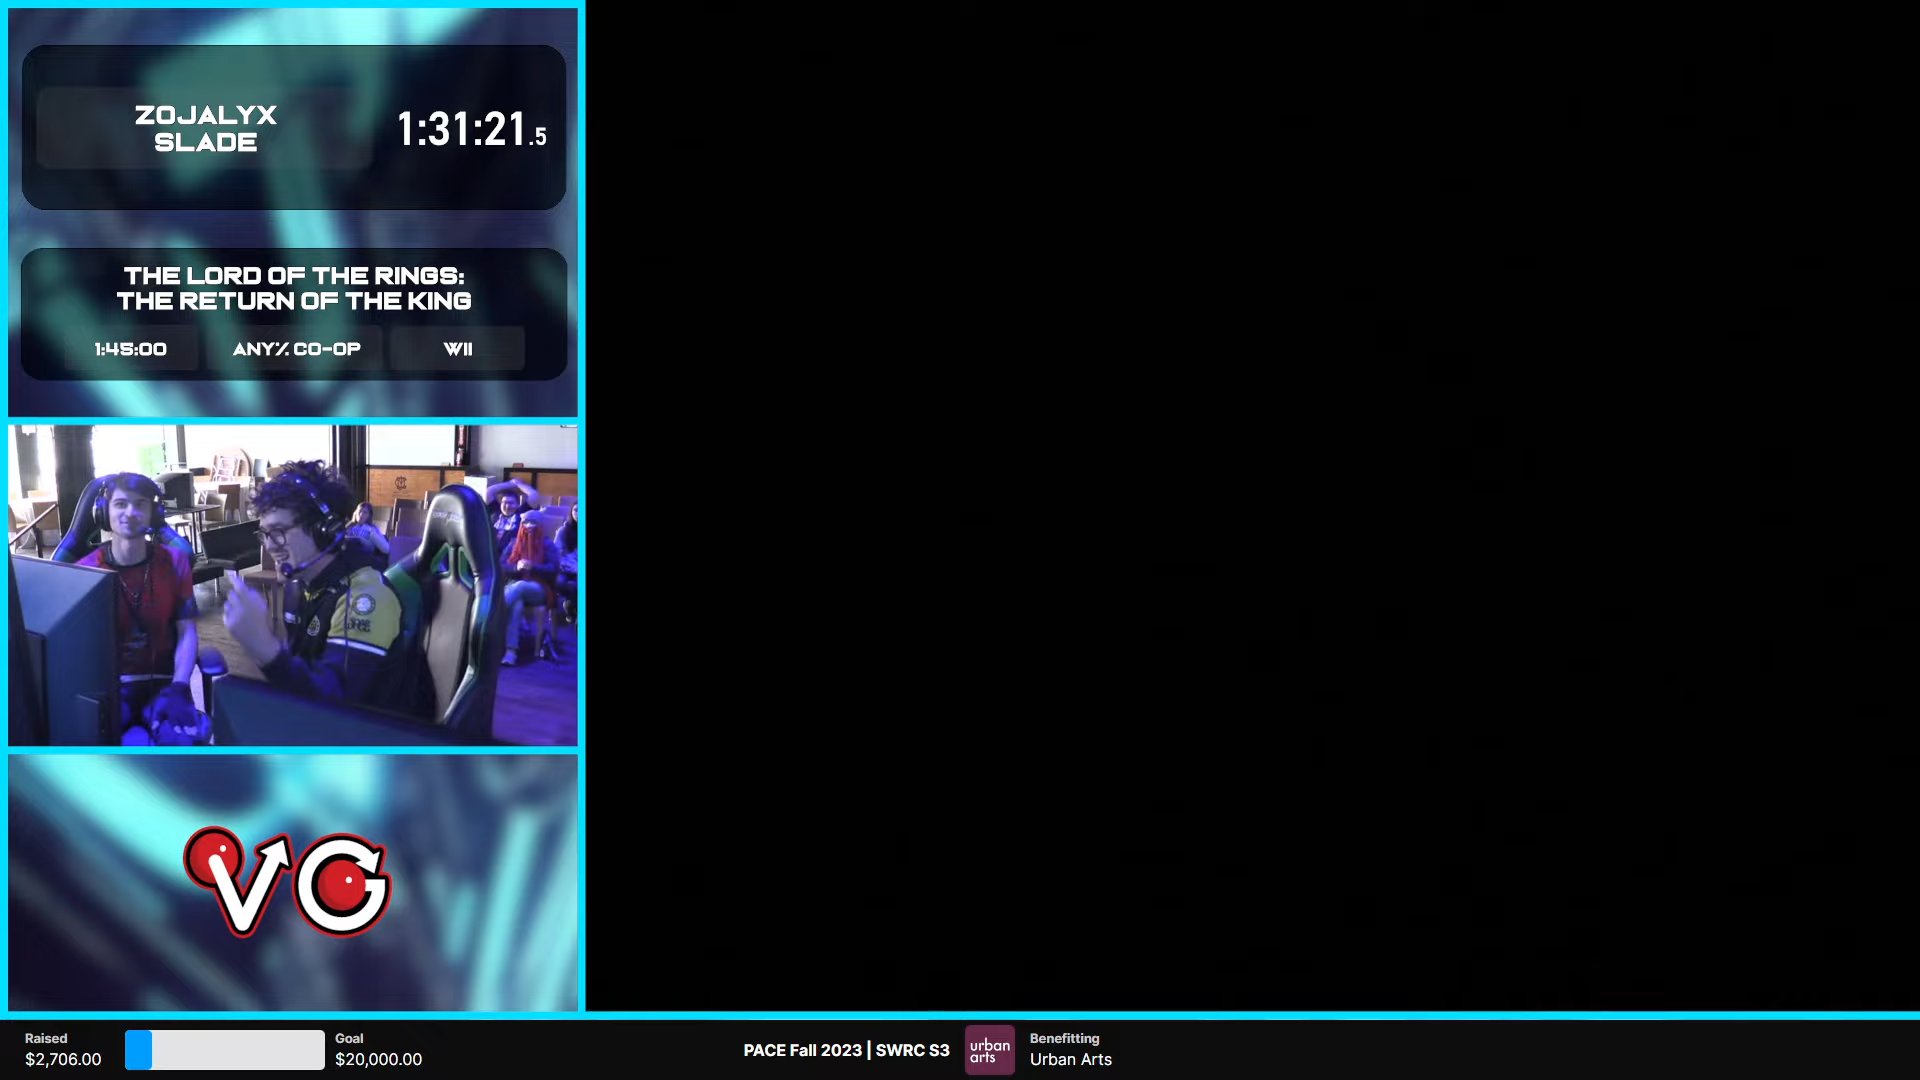 ZOJALYX
SLADE
1:31:21.5
THE LORD OF THE RINGS:
THE RETURN OF THE KING
1:45:00
ANY% CO-OP
WII
VG
Raised
$2,706.00
Goal
$20,000.00
PACE Fall 2023 | SWRC S3
urban
arts
Benefitting
Urban Arts